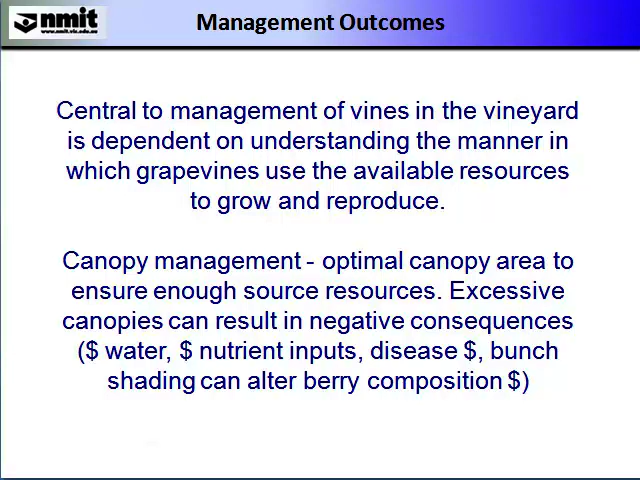 nmit
www.nmit.vic.edu.au
Management Outcomes
Central to management of vines in the vineyard
is dependent on understanding the manner in
which grapevines use the available resources
to grow and reproduce.
Canopy management - optimal canopy area to
ensure enough source resources. Excessive
canopies can result in negative consequences
($ water, $ nutrient inputs, disease $, bunch
shading can alter berry composition $)